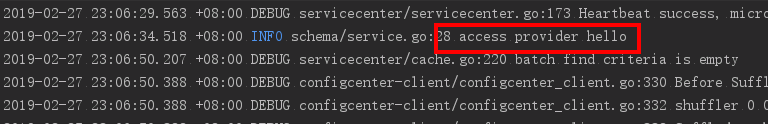 2019-02-27 23:06:29.563 +08:00 DEBUG servicecenter/servicecenter.go:173 Heartbeat success, micro
2019-02-27 23:06:34.518 +08:00 INFO schema/service.go:28 access provider hello
2019-02-27 23:06:50.207 +08:00 DEBUG servicecenter/cache.go:220 batch find criteria is empty
2019-02-27 23:06:50.388 +08:00 DEBUG configcenter-client/configcenter_client.go:330 Before Suffl
2019-02-27 23:06:50.388 +08:00 DEBUG configcenter-client/configcenter_client.go:332 shuffler 0 C